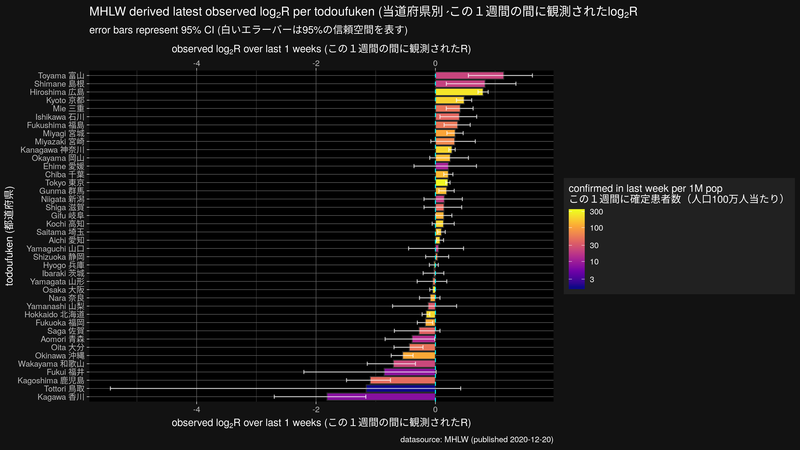 MHLW derived latest observed log2R per todoufuken (当道府県別 - この１週間の間に観測されたlog2R
error bars represent 95% CI (白いエラーバーは95%の信頼空間を表す)
observed log2R over last 1 weeks (この１週間の間に観測されたR)
-4 -2 0
todoufuken (都道府県)
Toyama 富山
Shimane 島根
Hiroshima 広島
Kyoto 京都
Mie 三重
Ishikawa 石川
Fukushima 福島
Miyagi 宮城
Miyazaki 宮崎
Kanagawa 神奈川
Okayama 岡山
Ehime 愛媛
Chiba 千葉
Tokyo 東京
Gunma 群馬
Niigata 新潟
Shiga 滋賀
Gifu 岐阜
Kochi 高知
Saitama 埼玉
Aichi 愛知
Yamaguchi 山口
Shizuoka 静岡
Hyogo 兵庫
Ibaraki 茨城
Yamagata 山形
Osaka 大阪
Nara 奈良
Yamanashi 山梨
Hokkaido 北海道
Fukuoka 福岡
Saga 佐賀
Aomori 青森
Oita 大分
Okinawa 沖縄
Wakayama 和歌山
Fukui 福井
Kagoshima 鹿児島
Tottori 鳥取
Kagawa 香川
-4 -2 0
observed log2R over last 1 weeks (この１週間の間に観測されたR)
datasource: MHLW (published 2020-12-20)
confirmed in last week per 1M pop
この１週間に確定患者数（人口100万人当たり）
300
100
30
10
3